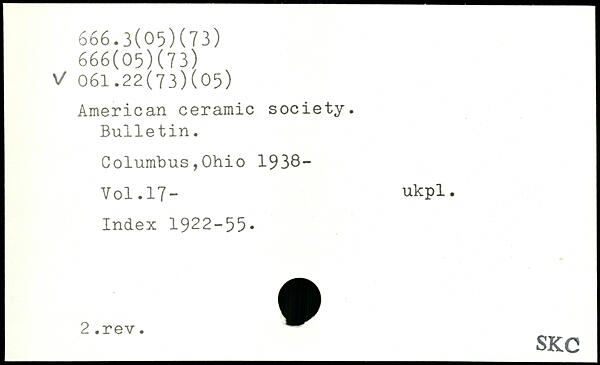 666.3(05)(73)
666(05)(73)
✓ 061.22(73)(05)
American ceramic society.
Bulletin.
Columbus,Ohio 1938-
Vol.17- ukpl.
Index 1922-55.
2.rev.
SKC